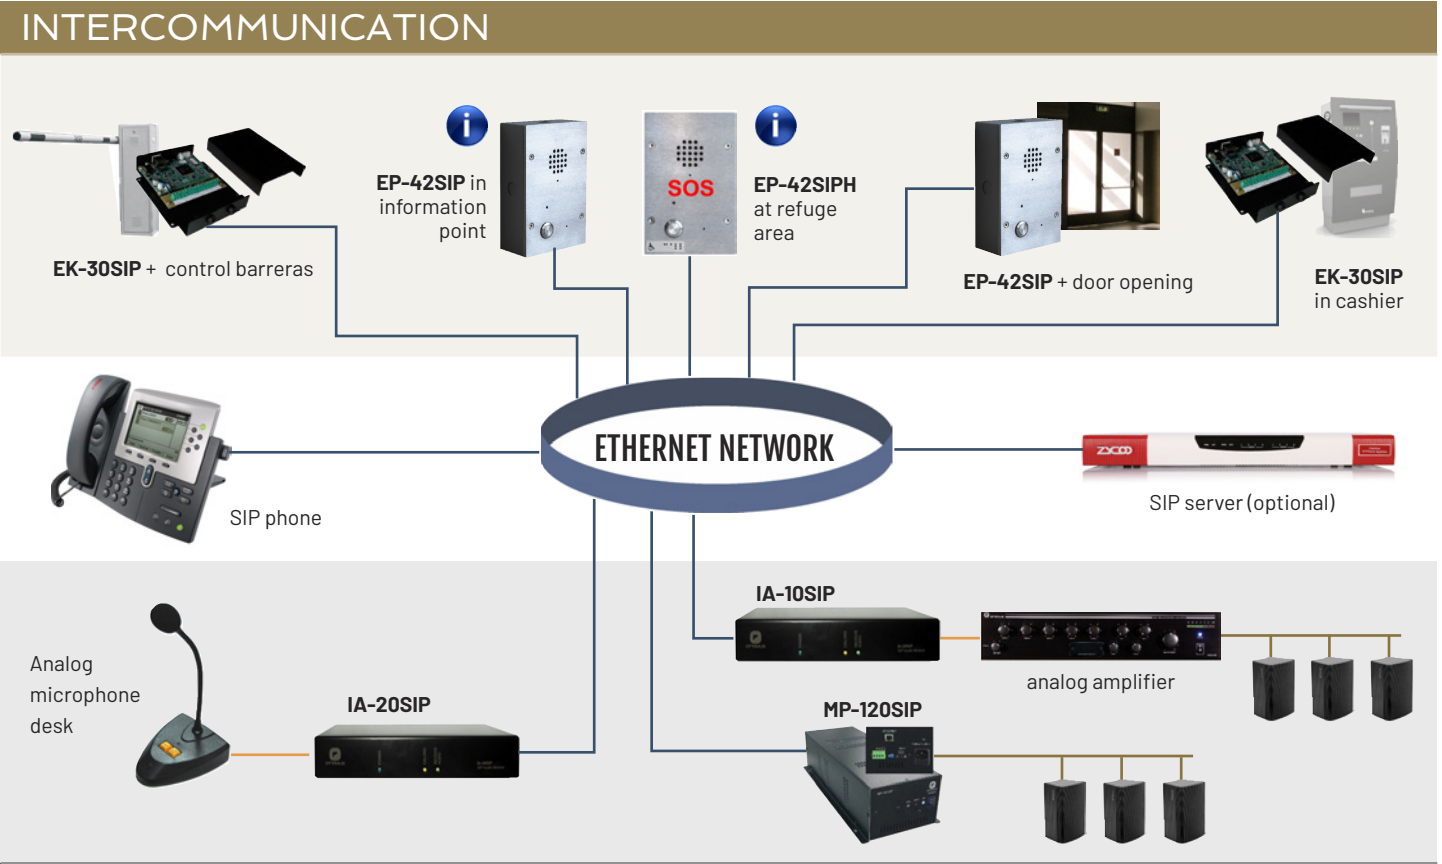 INTERCOMMUNICATION
EP-42SIP in
information
point
SOS
EP-42SIPH
at refuge
area
EK-30SIP + control barreras
EP-42SIP + door opening
EK-30SIP
in cashier
ETHERNET NETWORK
ZYCOO
SIP phone
SIP server (optional)
IA-10SIP
analog amplifier
Analog
microphone
desk
IA-20SIP
MP-120SIP